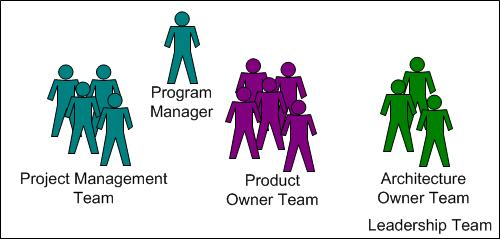 Program
Manager
Project Management
Team
Product
Owner Team
Architecture
Owner Team
Leadership Team